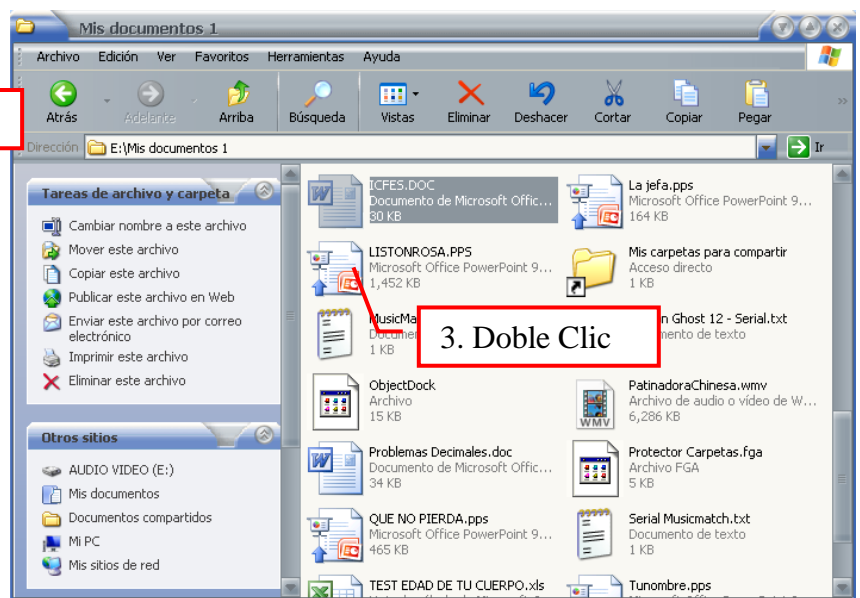 Mis documentos 1
Archivo Edición Ver Favoritos Herramientas Ayuda
Atrás Adelante Arriba Búsqueda Vistas Eliminar Deshacer Cortar Copiar Pegar
Dirección E:\Mis documentos 1 Ir
Tareas de archivo y carpeta
Cambiar nombre a este archivo
Mover este archivo
Copiar este archivo
Publicar este archivo en Web
Enviar este archivo por correo
electrónico
Imprimir este archivo
Eliminar este archivo
Otros sitios
AUDIO VIDEO (E:)
Mis documentos
Documentos compartidos
Mi PC
Mis sitios de red
ICFES.DOC
Documento de Microsoft Offic...
30 KB
La jefa.pps
Microsoft Office PowerPoint 9...
164 KB
LISTONROSA.PPS
Microsoft Office PowerPoint 9...
1,452 KB
Mis carpetas para compartir
Acceso directo
1 KB
1 KB
Ghost 12 - Serial.txt
de texto
3. Doble Clic
ObjectDock
Archivo
15 KB
PatinadoraChinesa.wmv
Archivo de audio o vídeo de W...
6,286 KB
WMV
Problemas Decimales.doc
Documento de Microsoft Offic...
34 KB
Protector Carpetas.fga
Archivo FGA
5 KB
QUE NO PIERDA.pps
Microsoft Office PowerPoint 9...
465 KB
Serial Musicmatch.txt
Documento de texto
1 KB
TEST EDAD DE TU CUERPO.xls
Tunombre.pps